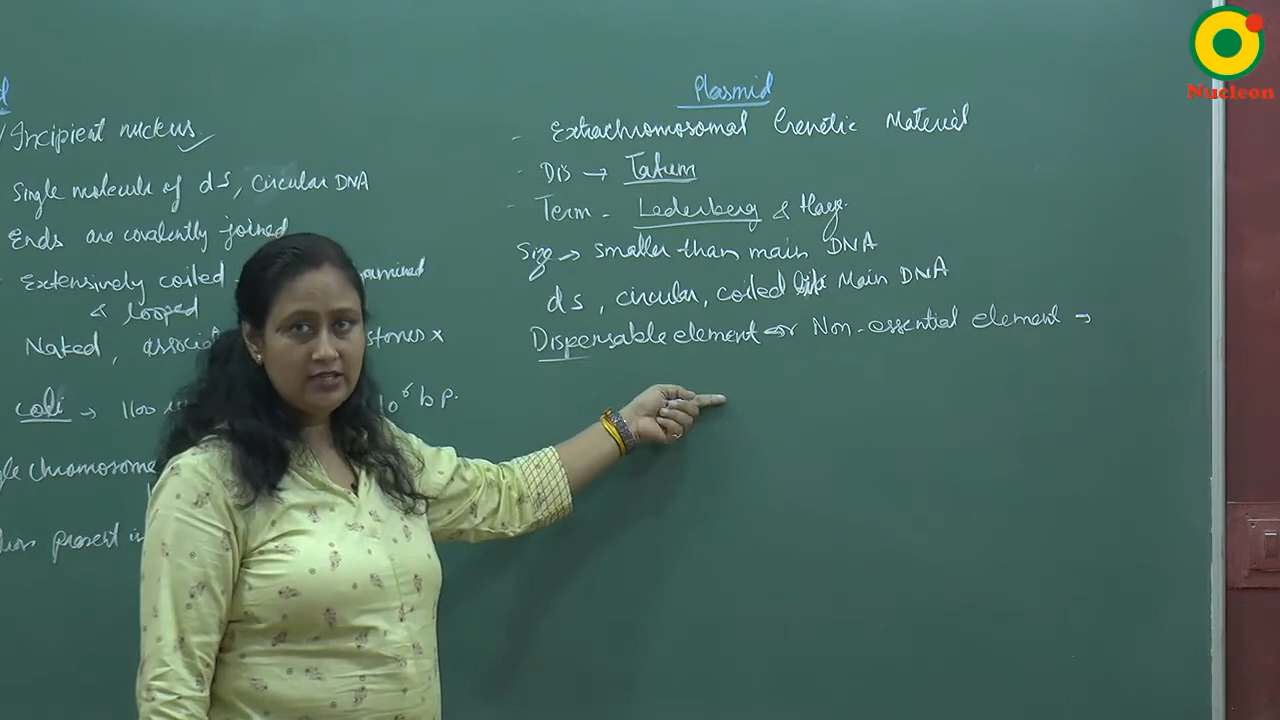 d
Incipient nucleus
Single molecule of ds, circular DNA
Ends are covalently joined
Extensively coiled
& looped
Naked, stones x
coli → 1100 10⁶ b p.
gle chromosome
present in
Plasmid
- Extrachromosomal Genetic Material
- Dis → Tatum
- Term - Lederberg & Hays.
Size → smaller than main DNA
ds, circular, coiled like Main DNA
Dispensable element or Non-essential element →
Nucleon